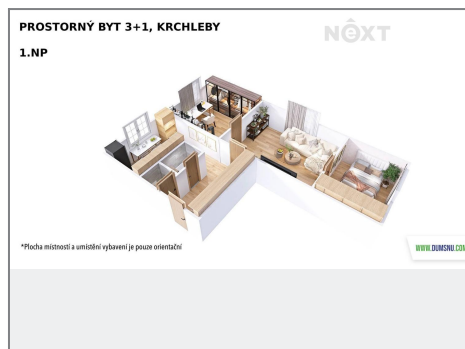 PROSTORNÝ BYT 3+1, KRCHLEBY
NEXT
1.NP
*Plocha místností a umístění vybavení je pouze orientační
WWW.DUMSNU.COM